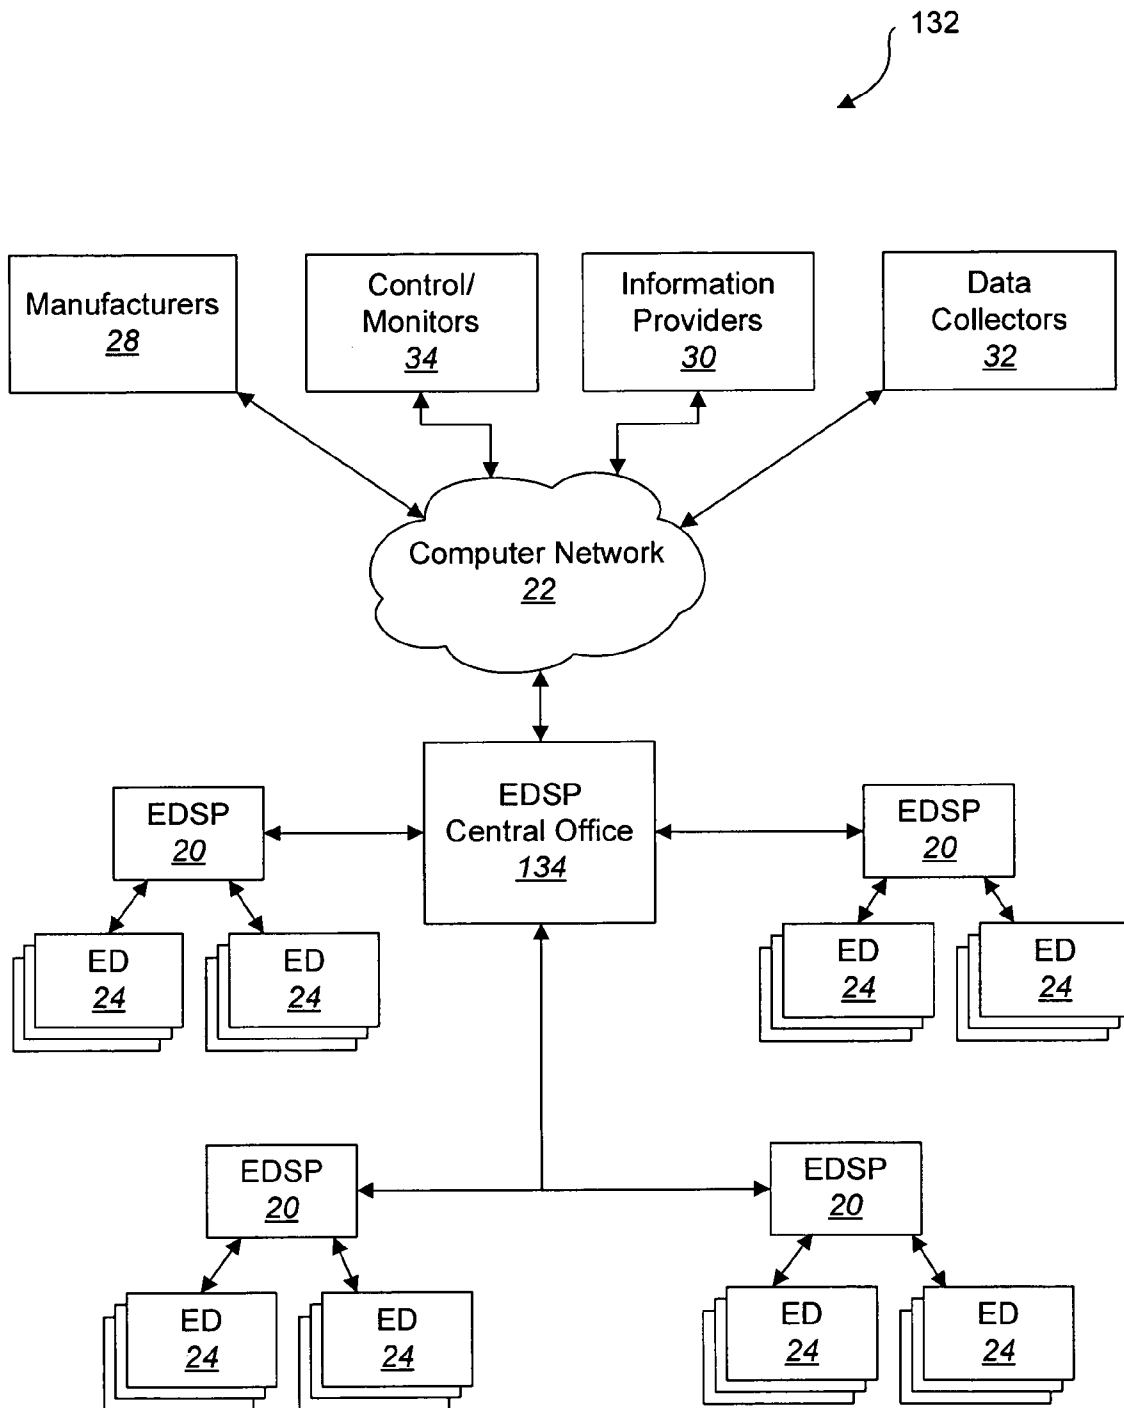 132
Manufacturers
28
Control/
Monitors
34
Information
Providers
30
Data
Collectors
32
Computer Network
22
EDSP
Central Office
134
EDSP
20
EDSP
20
ED
24
ED
24
ED
24
ED
24
EDSP
20
EDSP
20
ED
24
ED
24
ED
24
ED
24